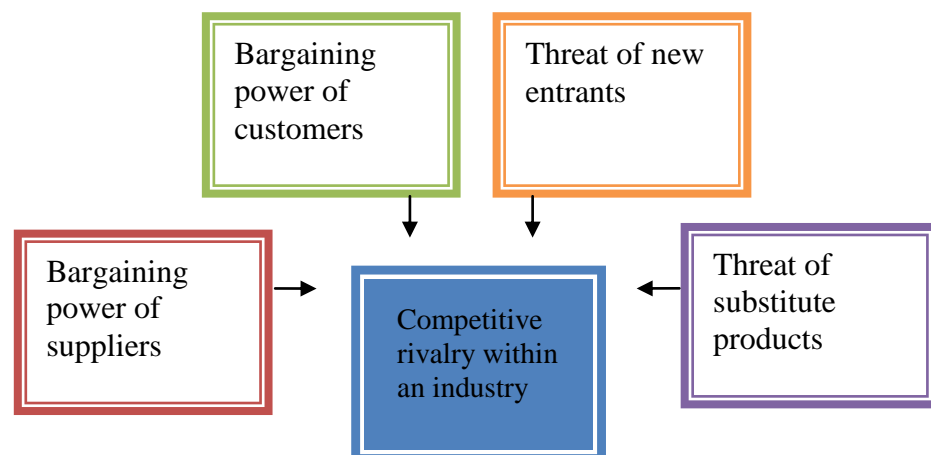 Bargaining
power of
customers
Threat of new
entrants
Bargaining
power of
suppliers
Competitive
rivalry within
an industry
Threat of
substitute
products